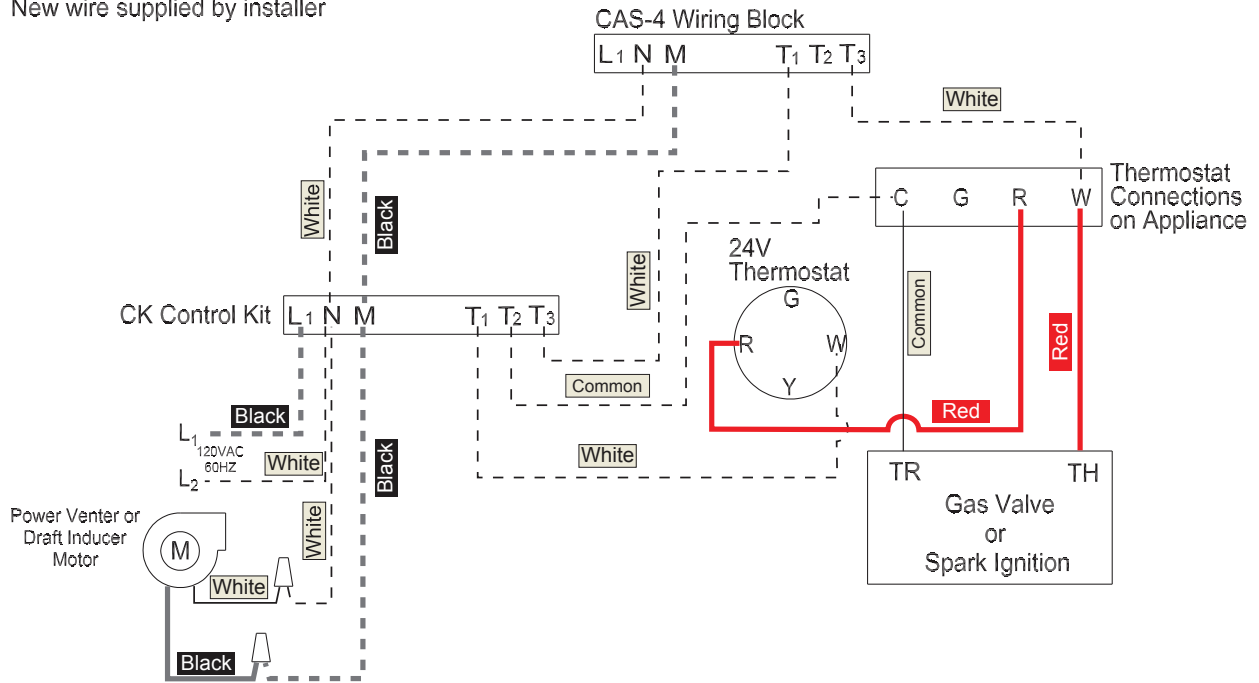 New wire supplied by installer
CAS-4 Wiring Block
L1 N M T1 T2 T3
White
Thermostat
Connections
on Appliance
C G R W
White
Black
White
24V
Thermostat
G
R W
Y
Common
Red
CK Control Kit
L1 N M T1 T2 T3
Common
Red
Black
L1
120VAC
60HZ
L2
White
Black
White
TR TH
Gas Valve
or
Spark Ignition
Power Venter or
Draft Inducer
Motor
M
White
White
Black